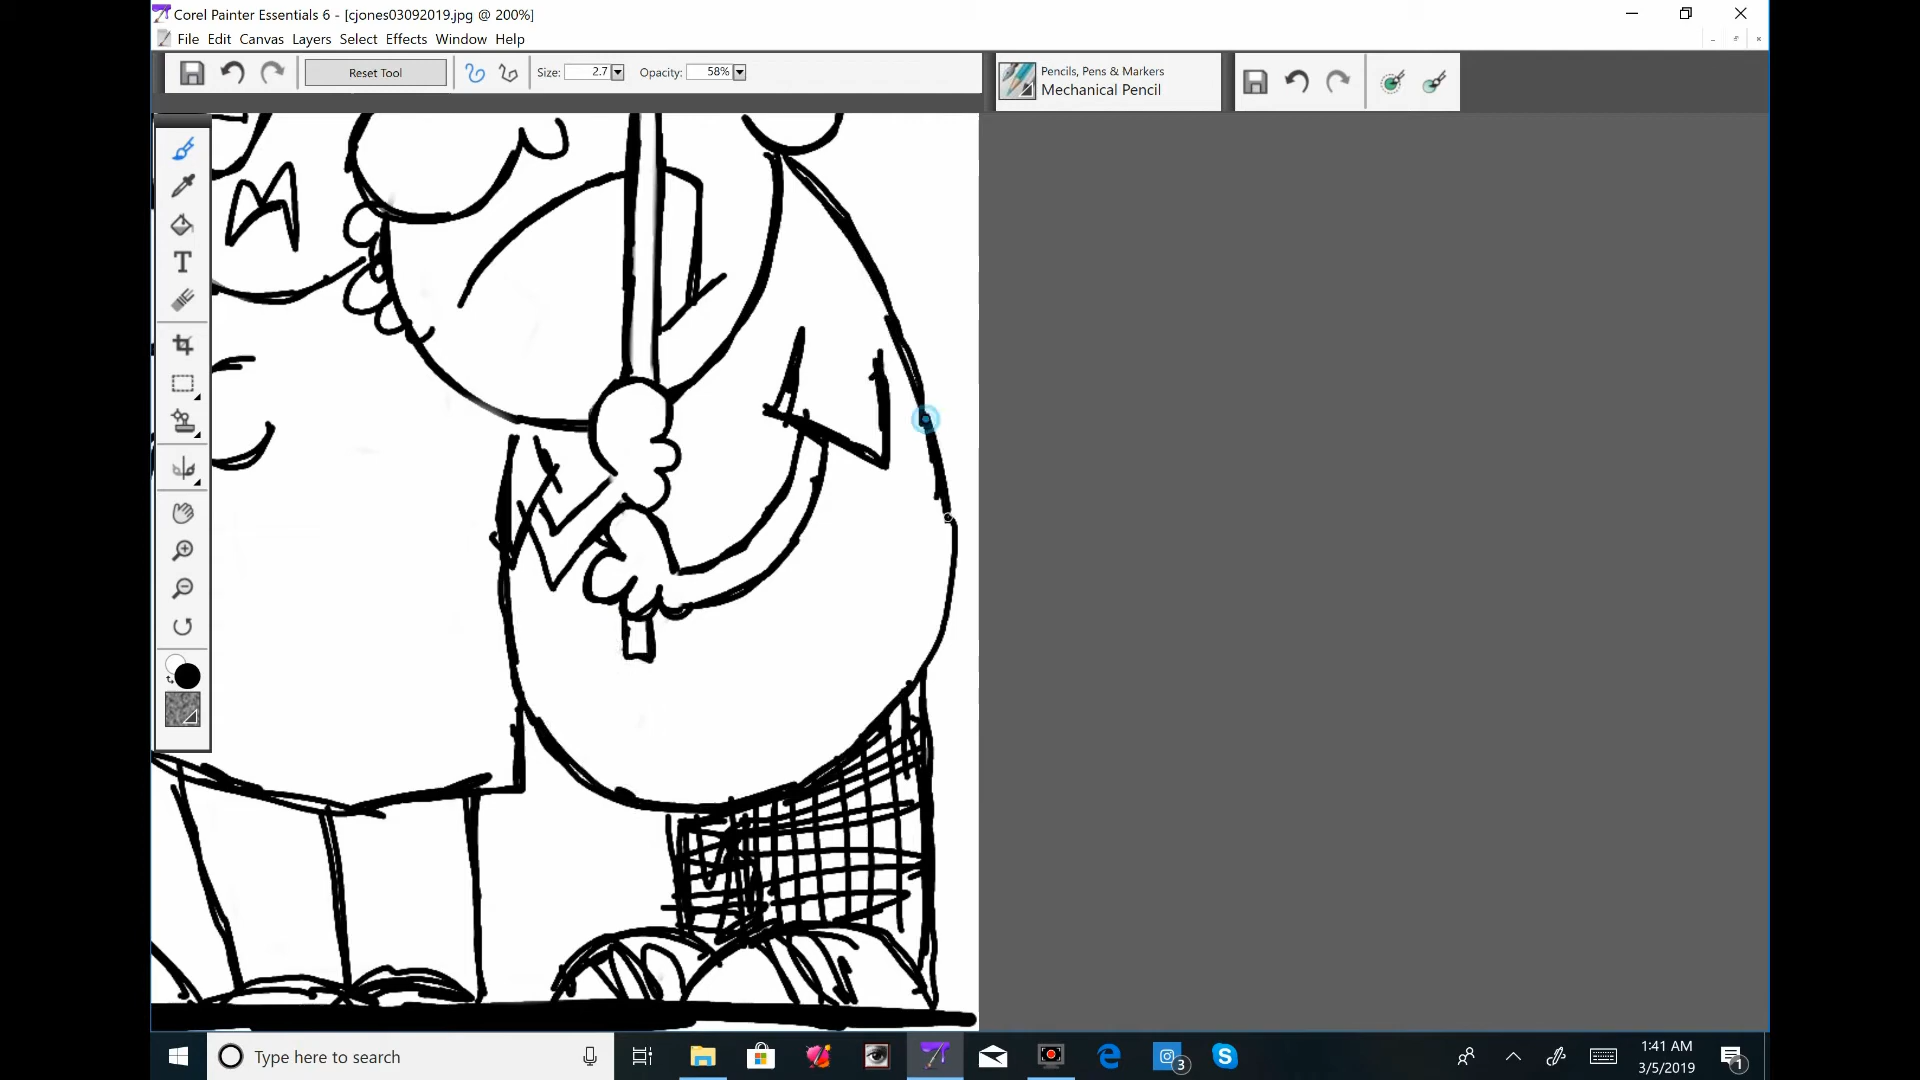 Corel Painter Essentials 6 - [cjones03092019.jpg @ 200%]
File Edit Canvas Layers Select Effects Window Help
Reset Tool Size: 2.7 Opacity: 58%
Pencils, Pens & Markers
Mechanical Pencil
T
Type here to search
3
1:41 AM
3/5/2019
1